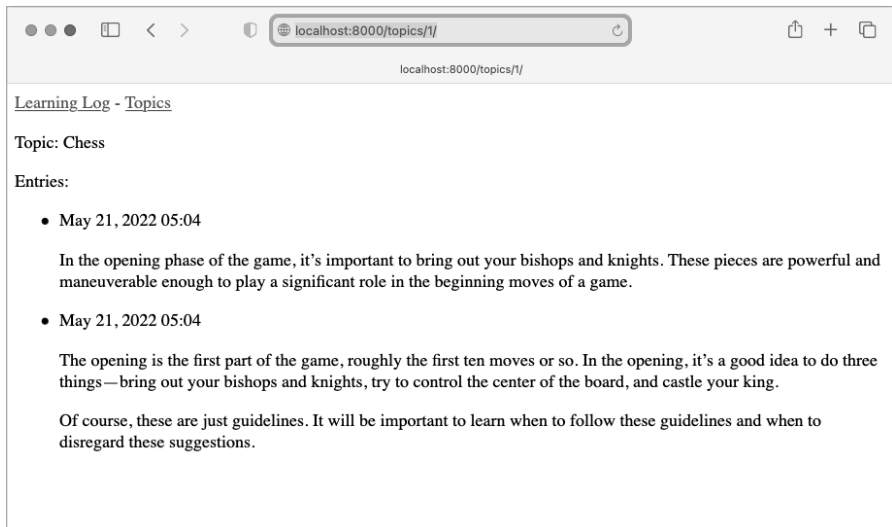 localhost:8000/topics/1/
localhost:8000/topics/1/
Learning Log - Topics
Topic: Chess
Entries:
• May 21, 2022 05:04
In the opening phase of the game, it’s important to bring out your bishops and knights. These pieces are powerful and
maneuverable enough to play a significant role in the beginning moves of a game.
• May 21, 2022 05:04
The opening is the first part of the game, roughly the first ten moves or so. In the opening, it’s a good idea to do three
things—bring out your bishops and knights, try to control the center of the board, and castle your king.
Of course, these are just guidelines. It will be important to learn when to follow these guidelines and when to
disregard these suggestions.